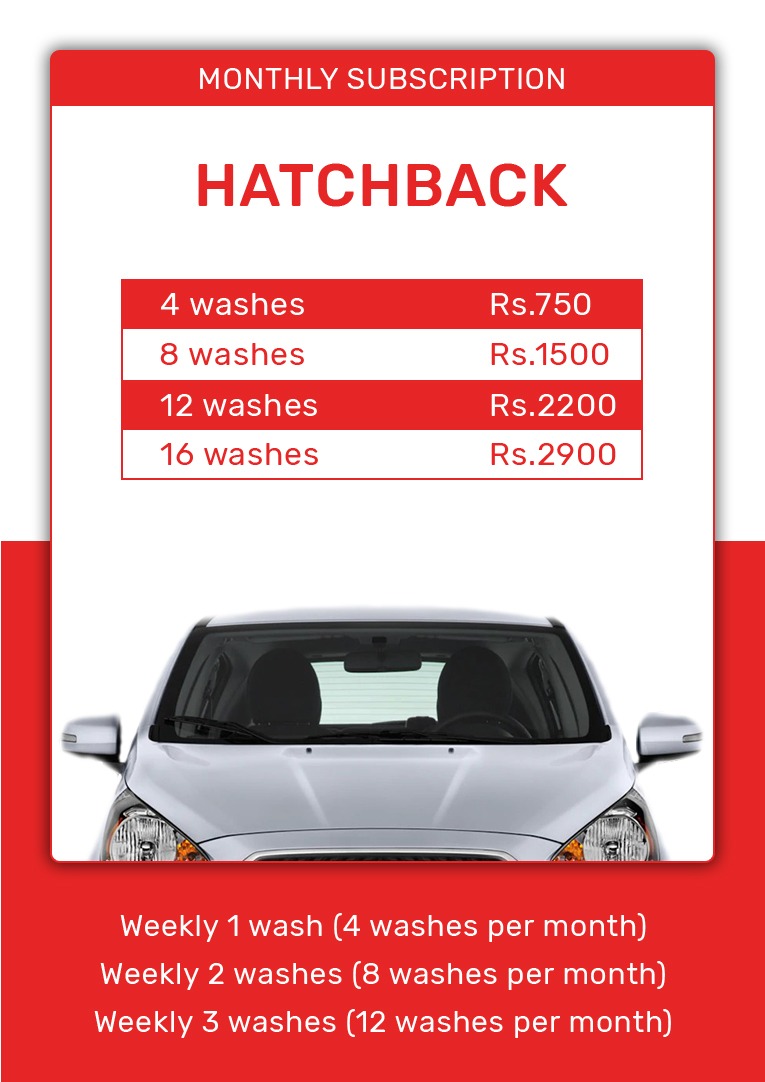 MONTHLY SUBSCRIPTION
HATCHBACK
4 washes Rs.750
8 washes Rs.1500
12 washes Rs.2200
16 washes Rs.2900
Weekly 1 wash (4 washes per month)
Weekly 2 washes (8 washes per month)
Weekly 3 washes (12 washes per month)